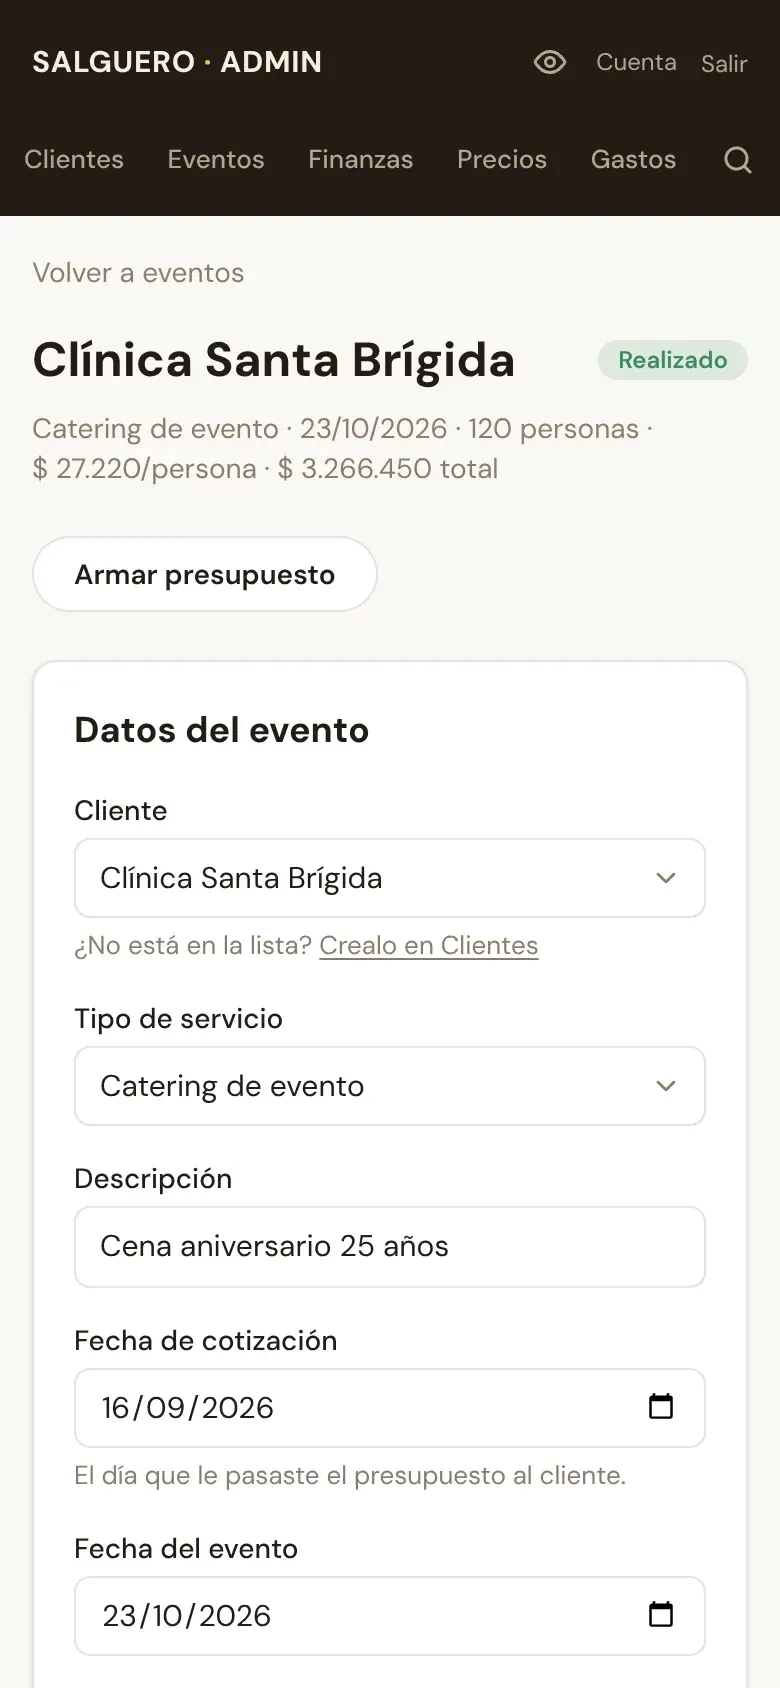 SALGUERO · ADMIN
Cuenta
Salir
Clientes
Eventos
Finanzas
Precios
Gastos
Volver a eventos
Clínica Santa Brígida
Realizado
Catering de evento · 23/10/2026 · 120 personas ·
$ 27.220/persona · $ 3.266.450 total
Armar presupuesto
Datos del evento
Cliente
Clínica Santa Brígida
¿No está en la lista? Crealo en Clientes
Tipo de servicio
Catering de evento
Descripción
Cena aniversario 25 años
Fecha de cotización
16/09/2026
El día que le pasaste el presupuesto al cliente.
Fecha del evento
23/10/2026